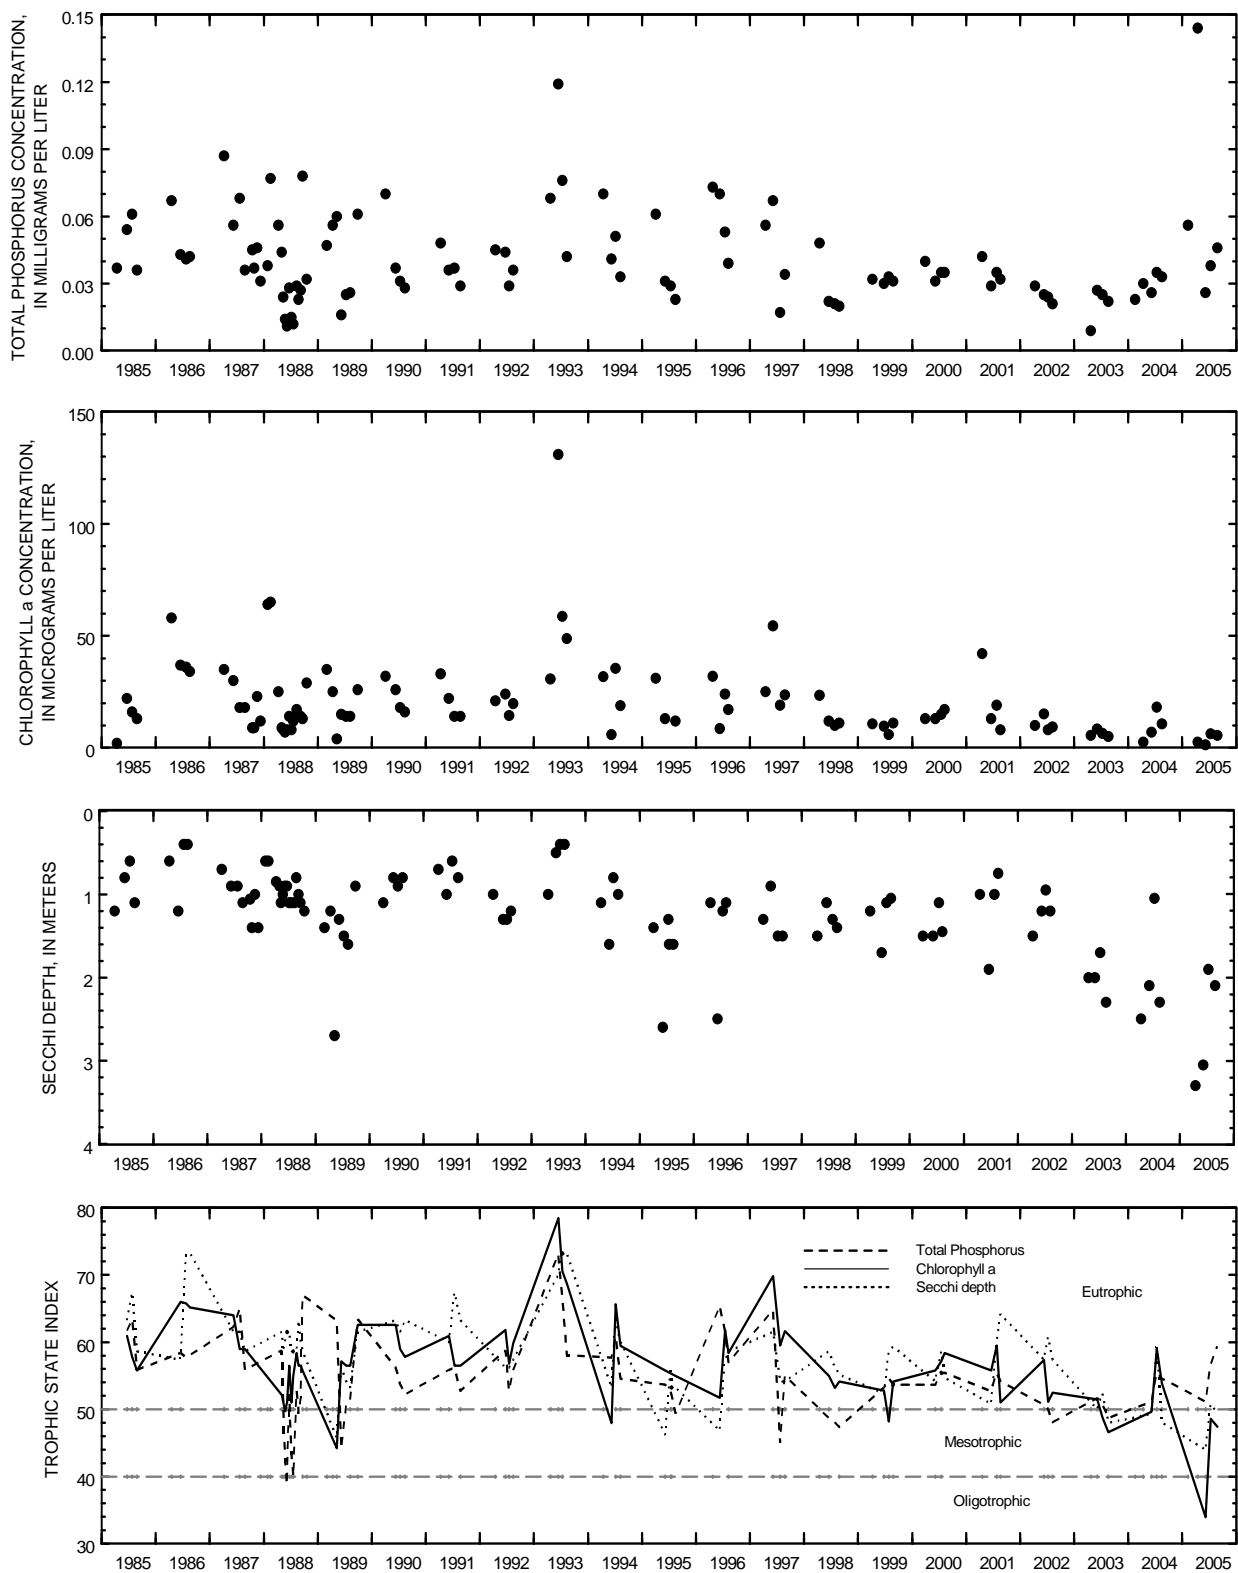 TOTAL PHOSPHORUS CONCENTRATION,
IN MILLIGRAMS PER LITER
0.15
0.12
0.09
0.06
0.03
0.00
1985 1986 1987 1988 1989 1990 1991 1992 1993 1994 1995 1996 1997 1998 1999 2000 2001 2002 2003 2004 2005
CHLOROPHYLL a CONCENTRATION,
IN MICROGRAMS PER LITER
150
100
50
0
1985 1986 1987 1988 1989 1990 1991 1992 1993 1994 1995 1996 1997 1998 1999 2000 2001 2002 2003 2004 2005
SECCHI DEPTH, IN METERS
0
1
2
3
4
1985 1986 1987 1988 1989 1990 1991 1992 1993 1994 1995 1996 1997 1998 1999 2000 2001 2002 2003 2004 2005
TROPHIC STATE INDEX
80
70
60
50
40
30
Total Phosphorus
Chlorophyll a
Secchi depth
Eutrophic
Mesotrophic
Oligotrophic
1985 1986 1987 1988 1989 1990 1991 1992 1993 1994 1995 1996 1997 1998 1999 2000 2001 2002 2003 2004 2005